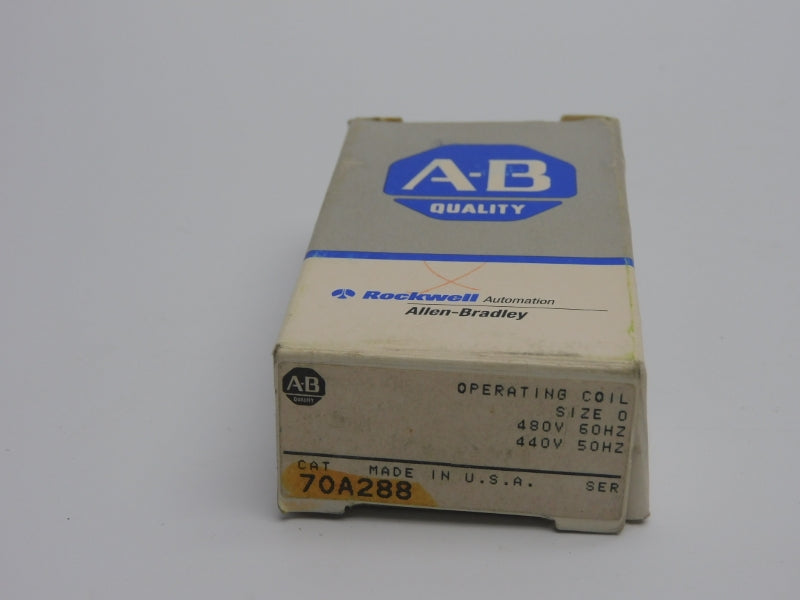 A-B
QUALITY
Rockwell Automation
Allen-Bradley
A-B
QUALITY
OPERATING COIL
SIZE 0
480V 60HZ
440V 50HZ
CAT MADE IN U.S.A. SER
70A288